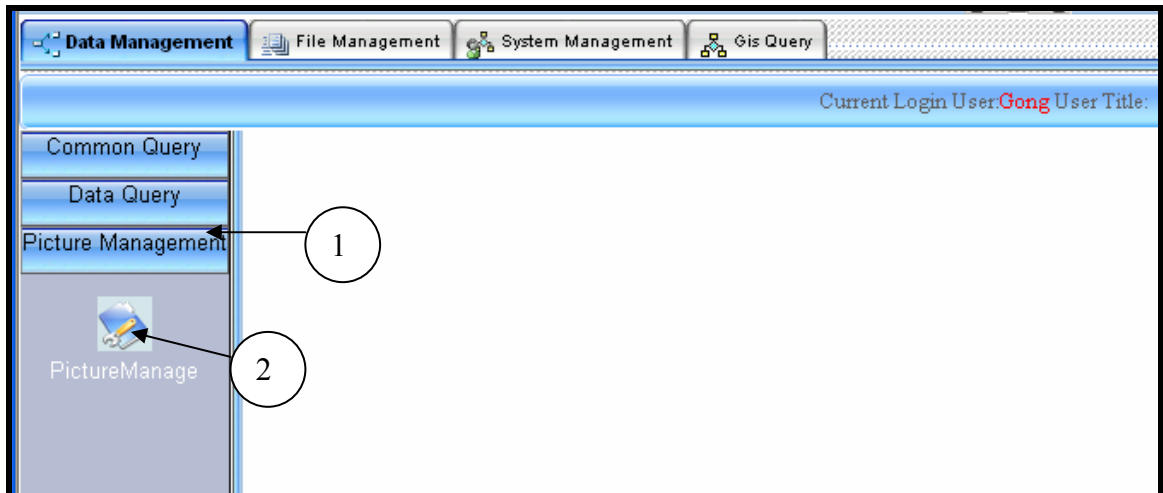 Data Management File Management System Management Gis Query
Current Login User:Gong User Title:
Common Query
Data Query
Picture Management
1
PictureManage
2